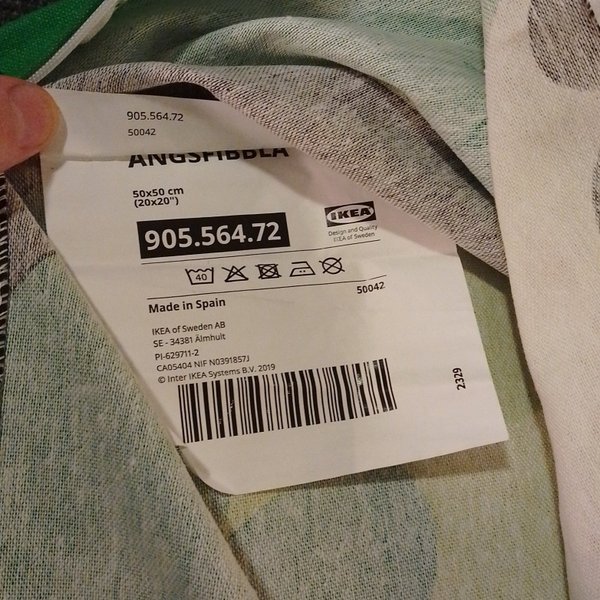 905.564.72
50042
ÄNGSFIBBLA
50x50 cm
(20x20")
905.564.72
IKEA
Design and Quality
IKEA of Sweden
40
50042
Made in Spain
IKEA of Sweden AB
SE - 34381 Älmhult
PI-629711-2
CA05404 NIF N0391857J
© Inter IKEA Systems B.V. 2019
2329